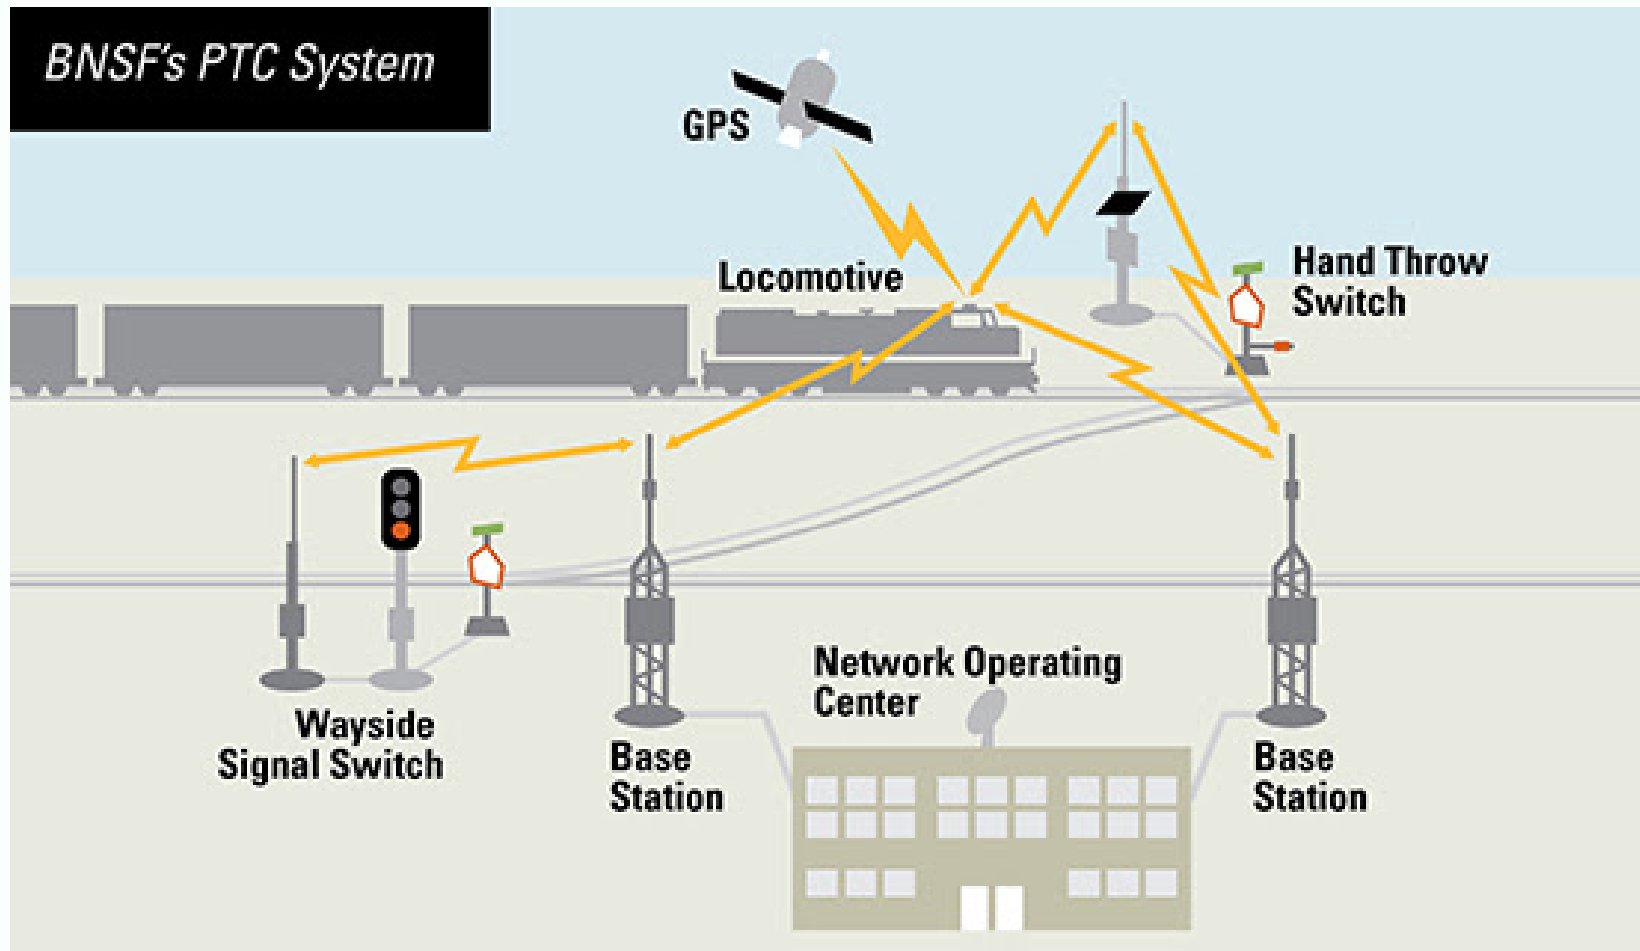 BNSF's PTC System
GPS
Locomotive
Hand Throw
Switch
Wayside
Signal Switch
Base
Station
Network Operating
Center
Base
Station